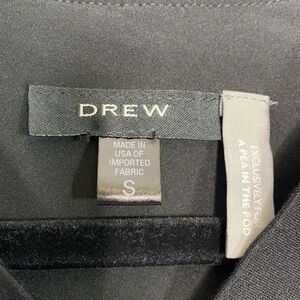 DREW
MADE IN
USA OF
IMPORTED
FABRIC
S
EXCLUSIVELY FOR
A PEA IN THE POD